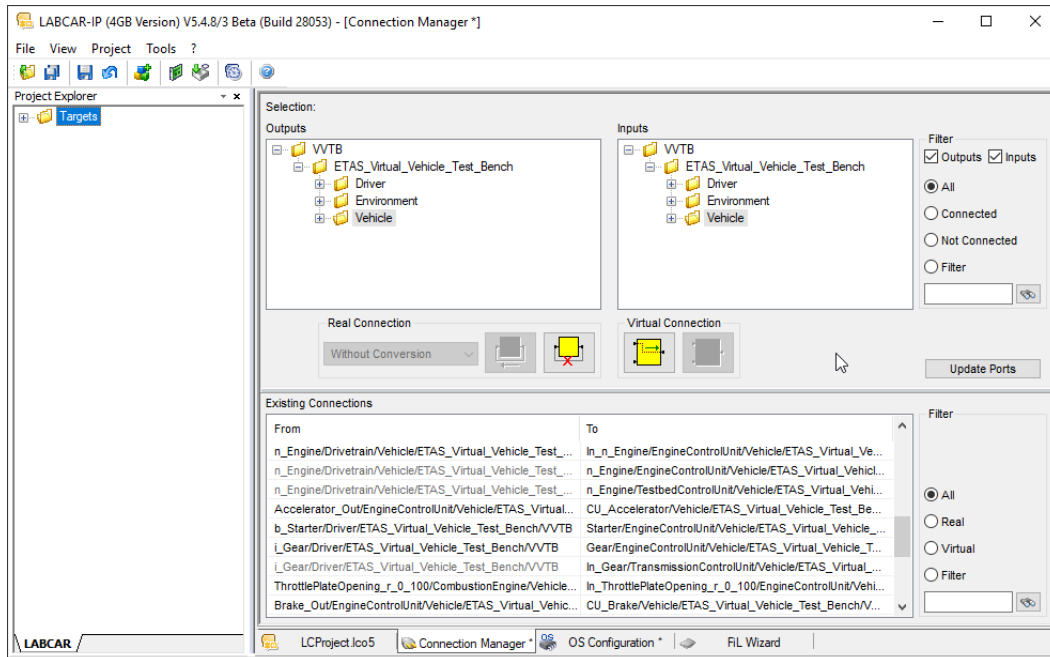 LABCAR-IP (4GB Version) V5.4.8/3 Beta (Build 28053) - [Connection Manager *]
File View Project Tools ?
Project Explorer
Targets
Selection:
Outputs
VVTB
ETAS_Virtual_Vehicle_Test_Bench
Driver
Environment
Vehicle
Inputs
VVTB
ETAS_Virtual_Vehicle_Test_Bench
Driver
Environment
Vehicle
Filter
Outputs Inputs
All
Connected
Not Connected
Filter
Real Connection
Without Conversion
Virtual Connection
Update Ports
Existing Connections
From To
n_Engine/Drivetrain/Vehicle/ETAS_Virtual_Vehicle_Test_... In_n_Engine/EngineControlUnit/Vehicle/ETAS_Virtual_Ve...
n_Engine/Drivetrain/Vehicle/ETAS_Virtual_Vehicle_Test_... n_Engine/EngineControlUnit/Vehicle/ETAS_Virtual_Vehicl...
n_Engine/Drivetrain/Vehicle/ETAS_Virtual_Vehicle_Test_... n_Engine/TestbedControlUnit/Vehicle/ETAS_Virtual_Vehi...
Accelerator_Out/EngineControlUnit/Vehicle/ETAS_Virtual... CU_Accelerator/Vehicle/ETAS_Virtual_Vehicle_Test_Be...
b_Starter/Driver/ETAS_Virtual_Vehicle_Test_Bench/VVTB Starter/EngineControlUnit/Vehicle/ETAS_Virtual_Vehicle_...
i_Gear/Driver/ETAS_Virtual_Vehicle_Test_Bench/VVTB Gear/EngineControlUnit/Vehicle/ETAS_Virtual_Vehicle_T...
i_Gear/Driver/ETAS_Virtual_Vehicle_Test_Bench/VVTB In_Gear/TransmissionControlUnit/Vehicle/ETAS_Virtual_...
ThrottlePlateOpening_r_0_100/CombustionEngine/Vehicle... In_ThrottlePlateOpening_r_0_100/EngineControlUnit/Vehi...
Brake_Out/EngineControlUnit/Vehicle/ETAS_Virtual_Vehic... CU_Brake/Vehicle/ETAS_Virtual_Vehicle_Test_Bench/V...
Filter
All
Real
Virtual
Filter
LABCAR
LCProject.lco5 Connection Manager * OS OS Configuration * FiL Wizard